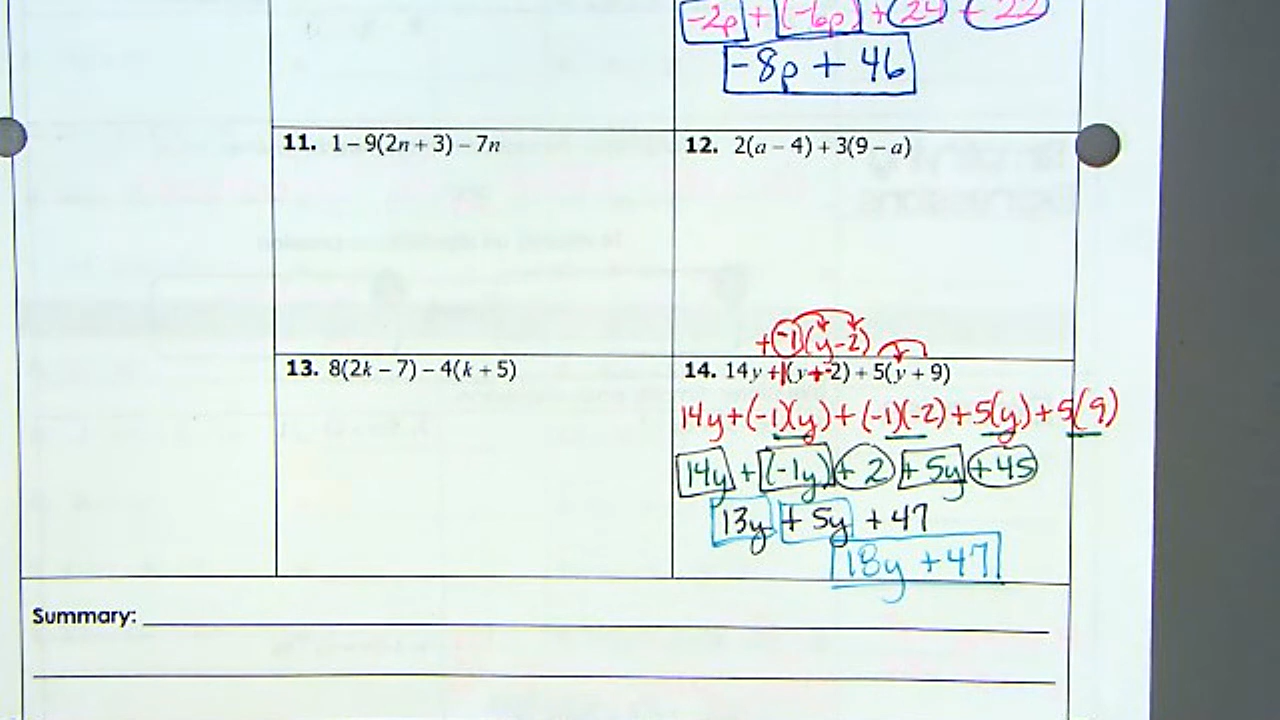 -2p + (-6p) + 24 + 22
-8p + 46
11. 1 – 9(2n + 3) – 7n
12. 2(a – 4) + 3(9 – a)
+(-1)(y-2)
13. 8(2k – 7) – 4(k + 5)
14. 14y +1(y+-2) + 5(y + 9)
14y+(-1)(y)+(-1)(-2)+5(y)+5(9)
14y + (-1y) + 2 + 5y + 45
13y + 5y + 47
18y + 47
Summary: